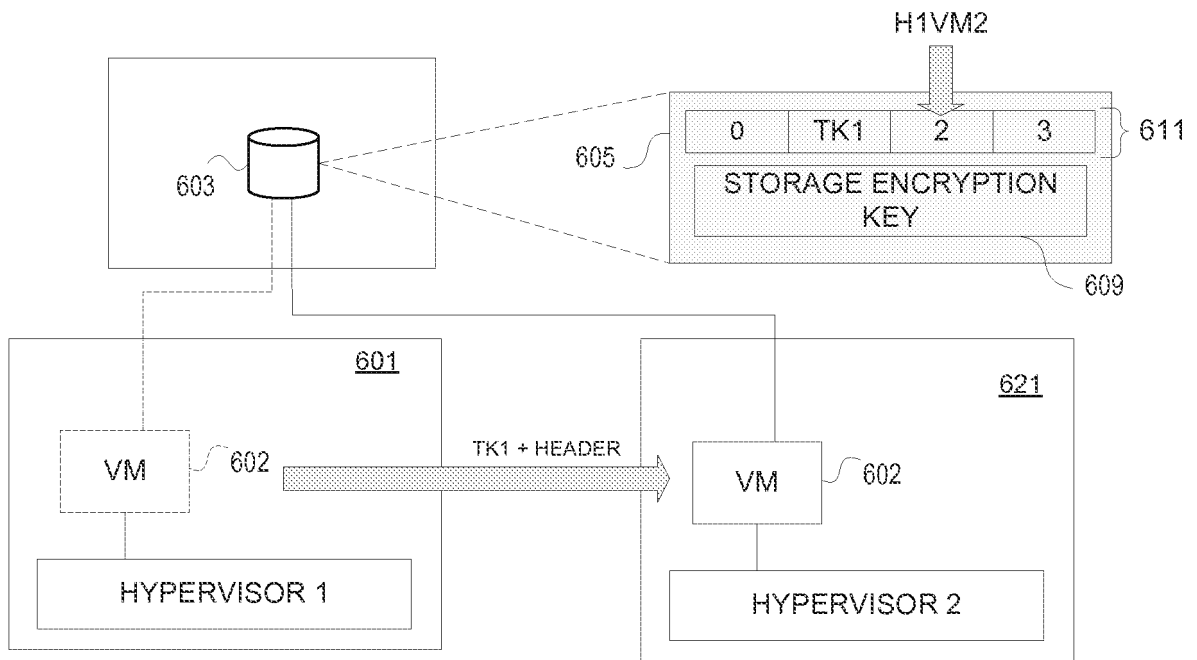 H1VM2
0 TK1 2 3
611
605
603
STORAGE ENCRYPTION
KEY
609
601
621
TK1 + HEADER
VM
602
VM
602
HYPERVISOR 1
HYPERVISOR 2